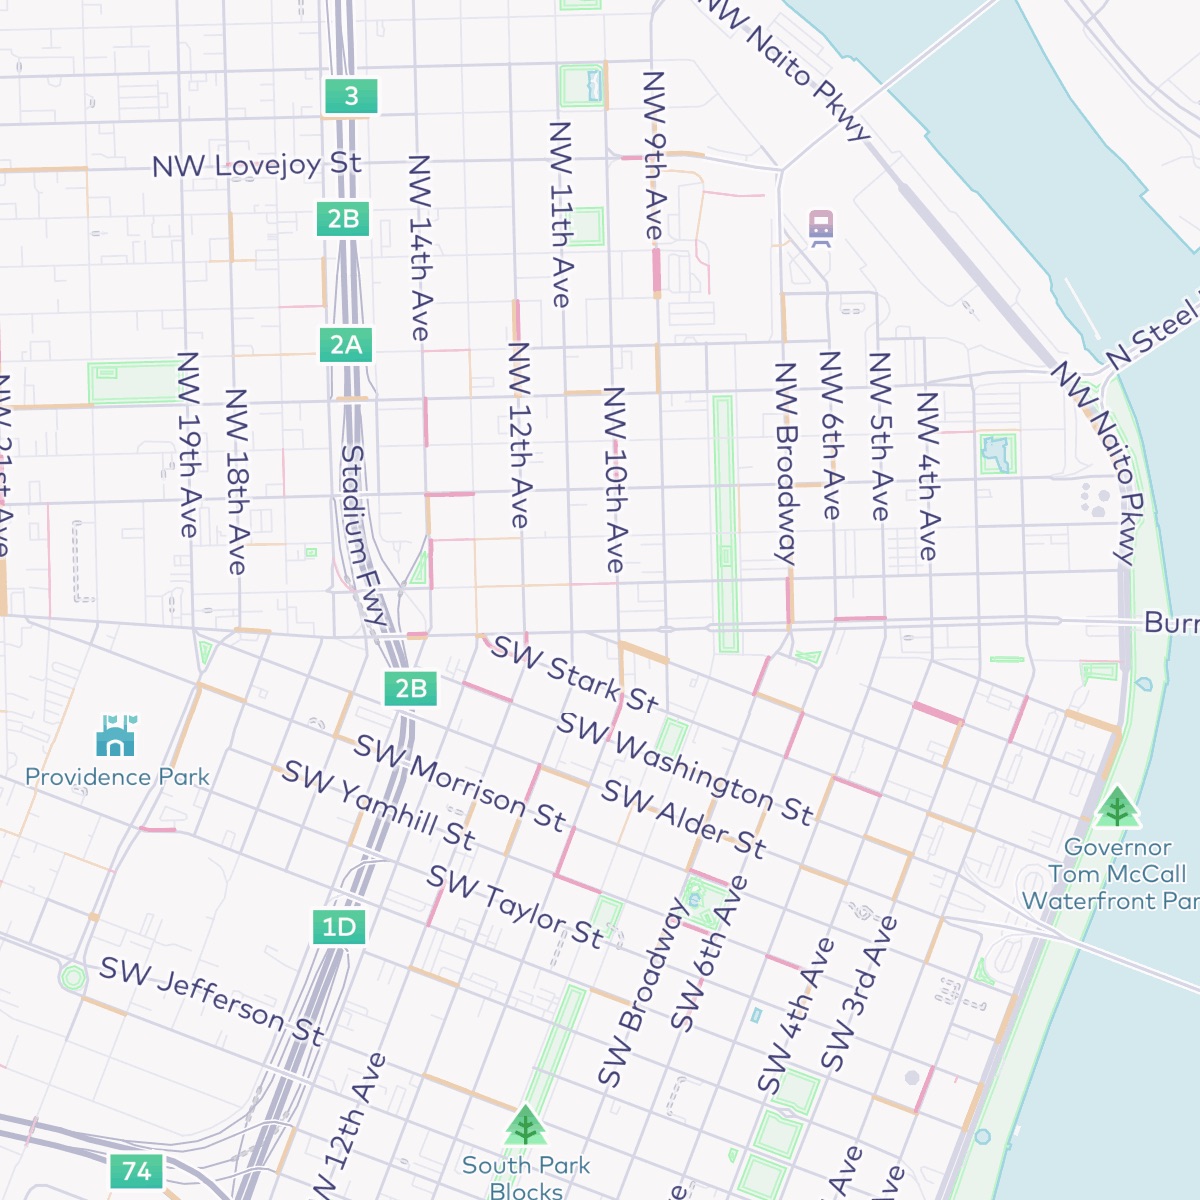 NW Naito Pkwy
3
NW Lovejoy St
NW 9th Ave
NW 11th Ave
NW 14th Ave
2B
2A
N Steel
NW 19th Ave
NW 18th Ave
NW 21st Ave
NW 12th Ave
NW 10th Ave
NW Broadway
NW 6th Ave
NW 5th Ave
NW 4th Ave
NW Naito Pkwy
Stadium Fwy
Burn
SW Stark St
2B
SW Washington St
Providence Park
SW Morrison St
SW Yamhill St
SW Alder St
Governor
Tom McCall
Waterfront Par
SW Taylor St
1D
SW Broadway
SW 6th Ave
SW 4th Ave
SW 3rd Ave
SW Jefferson St
W 12th Ave
74
South Park
Blocks
Ave
Ave